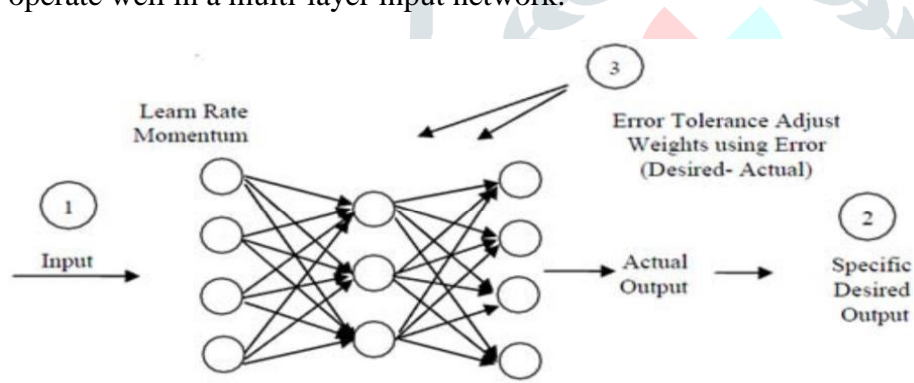 operate well in a multi-layer input network.
3
Learn Rate
Momentum
Error Tolerance Adjust
Weights using Error
(Desired- Actual)
1
Input
Actual
Output
2
Specific
Desired
Output